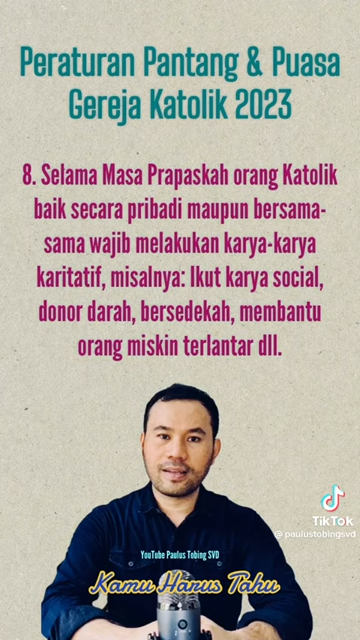 Peraturan Pantang & Puasa
Gereja Katolik 2023
8. Selama Masa Prapaskah orang Katolik
baik secara pribadi maupun bersama-
sama wajib melakukan karya-karya
karitatif, misalnya: Ikut karya social,
donor darah, bersedekah, membantu
orang miskin terlantar dll.
TikTok
@paulustobingsvd
YouTube Paulus Tobing SVD
Kamu Harus Tahu